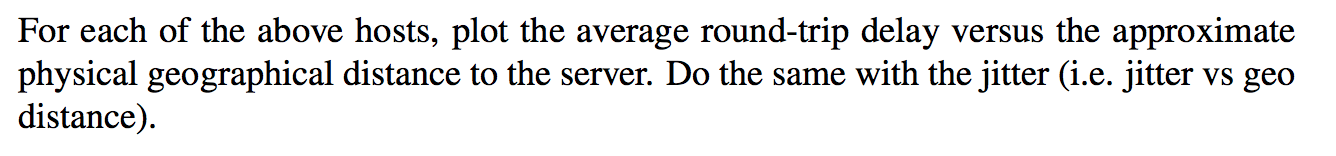 For each of the above hosts, plot the average round-trip delay versus the approximate
physical geographical distance to the server. Do the same with the jitter (i.e. jitter vs geo
distance).